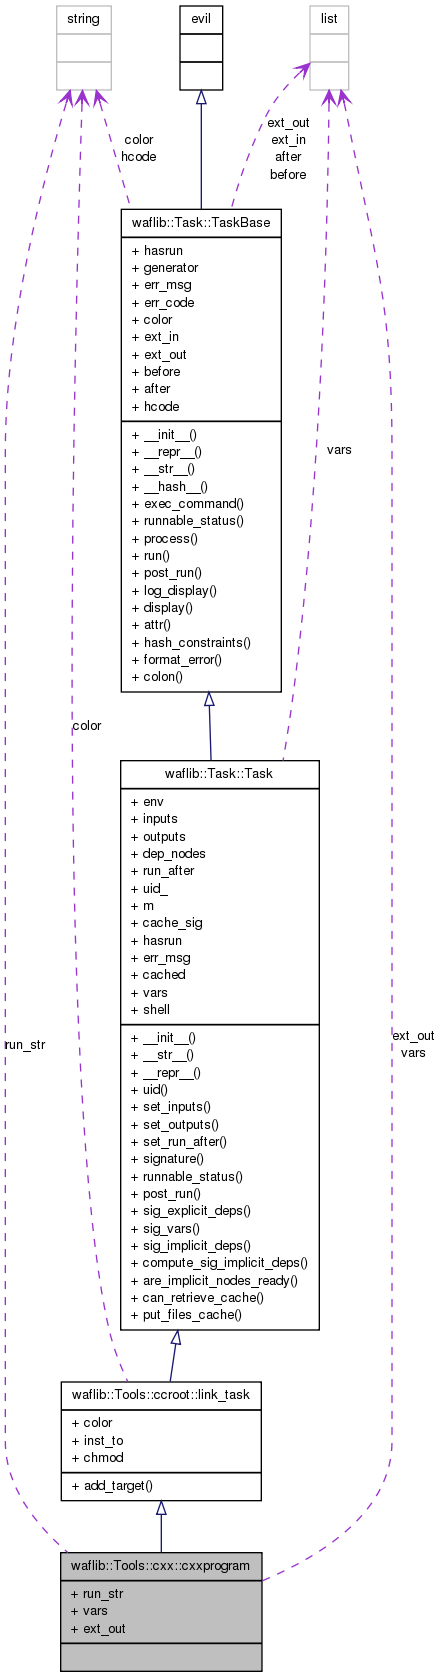 string
evil
list
color
hcode
ext_out
ext_in
after
before
waflib::Task::TaskBase
+ hasrun
+ generator
+ err_msg
+ err_code
+ color
+ ext_in
+ ext_out
+ before
+ after
+ hcode
+ __init__()
+ __repr__()
+ __str__()
+ __hash__()
+ exec_command()
+ runnable_status()
+ process()
+ run()
+ post_run()
+ log_display()
+ display()
+ attr()
+ hash_constraints()
+ format_error()
+ colon()
vars
color
waflib::Task::Task
+ env
+ inputs
+ outputs
+ dep_nodes
+ run_after
+ uid_
+ m
+ cache_sig
+ hasrun
+ err_msg
+ cached
+ vars
+ shell
+ __init__()
+ __str__()
+ __repr__()
+ uid()
+ set_inputs()
+ set_outputs()
+ set_run_after()
+ signature()
+ runnable_status()
+ post_run()
+ sig_explicit_deps()
+ sig_vars()
+ sig_implicit_deps()
+ compute_sig_implicit_deps()
+ are_implicit_nodes_ready()
+ can_retrieve_cache()
+ put_files_cache()
run_str
ext_out
vars
waflib::Tools::ccroot::link_task
+ color
+ inst_to
+ chmod
+ add_target()
waflib::Tools::cxx::cxxprogram
+ run_str
+ vars
+ ext_out